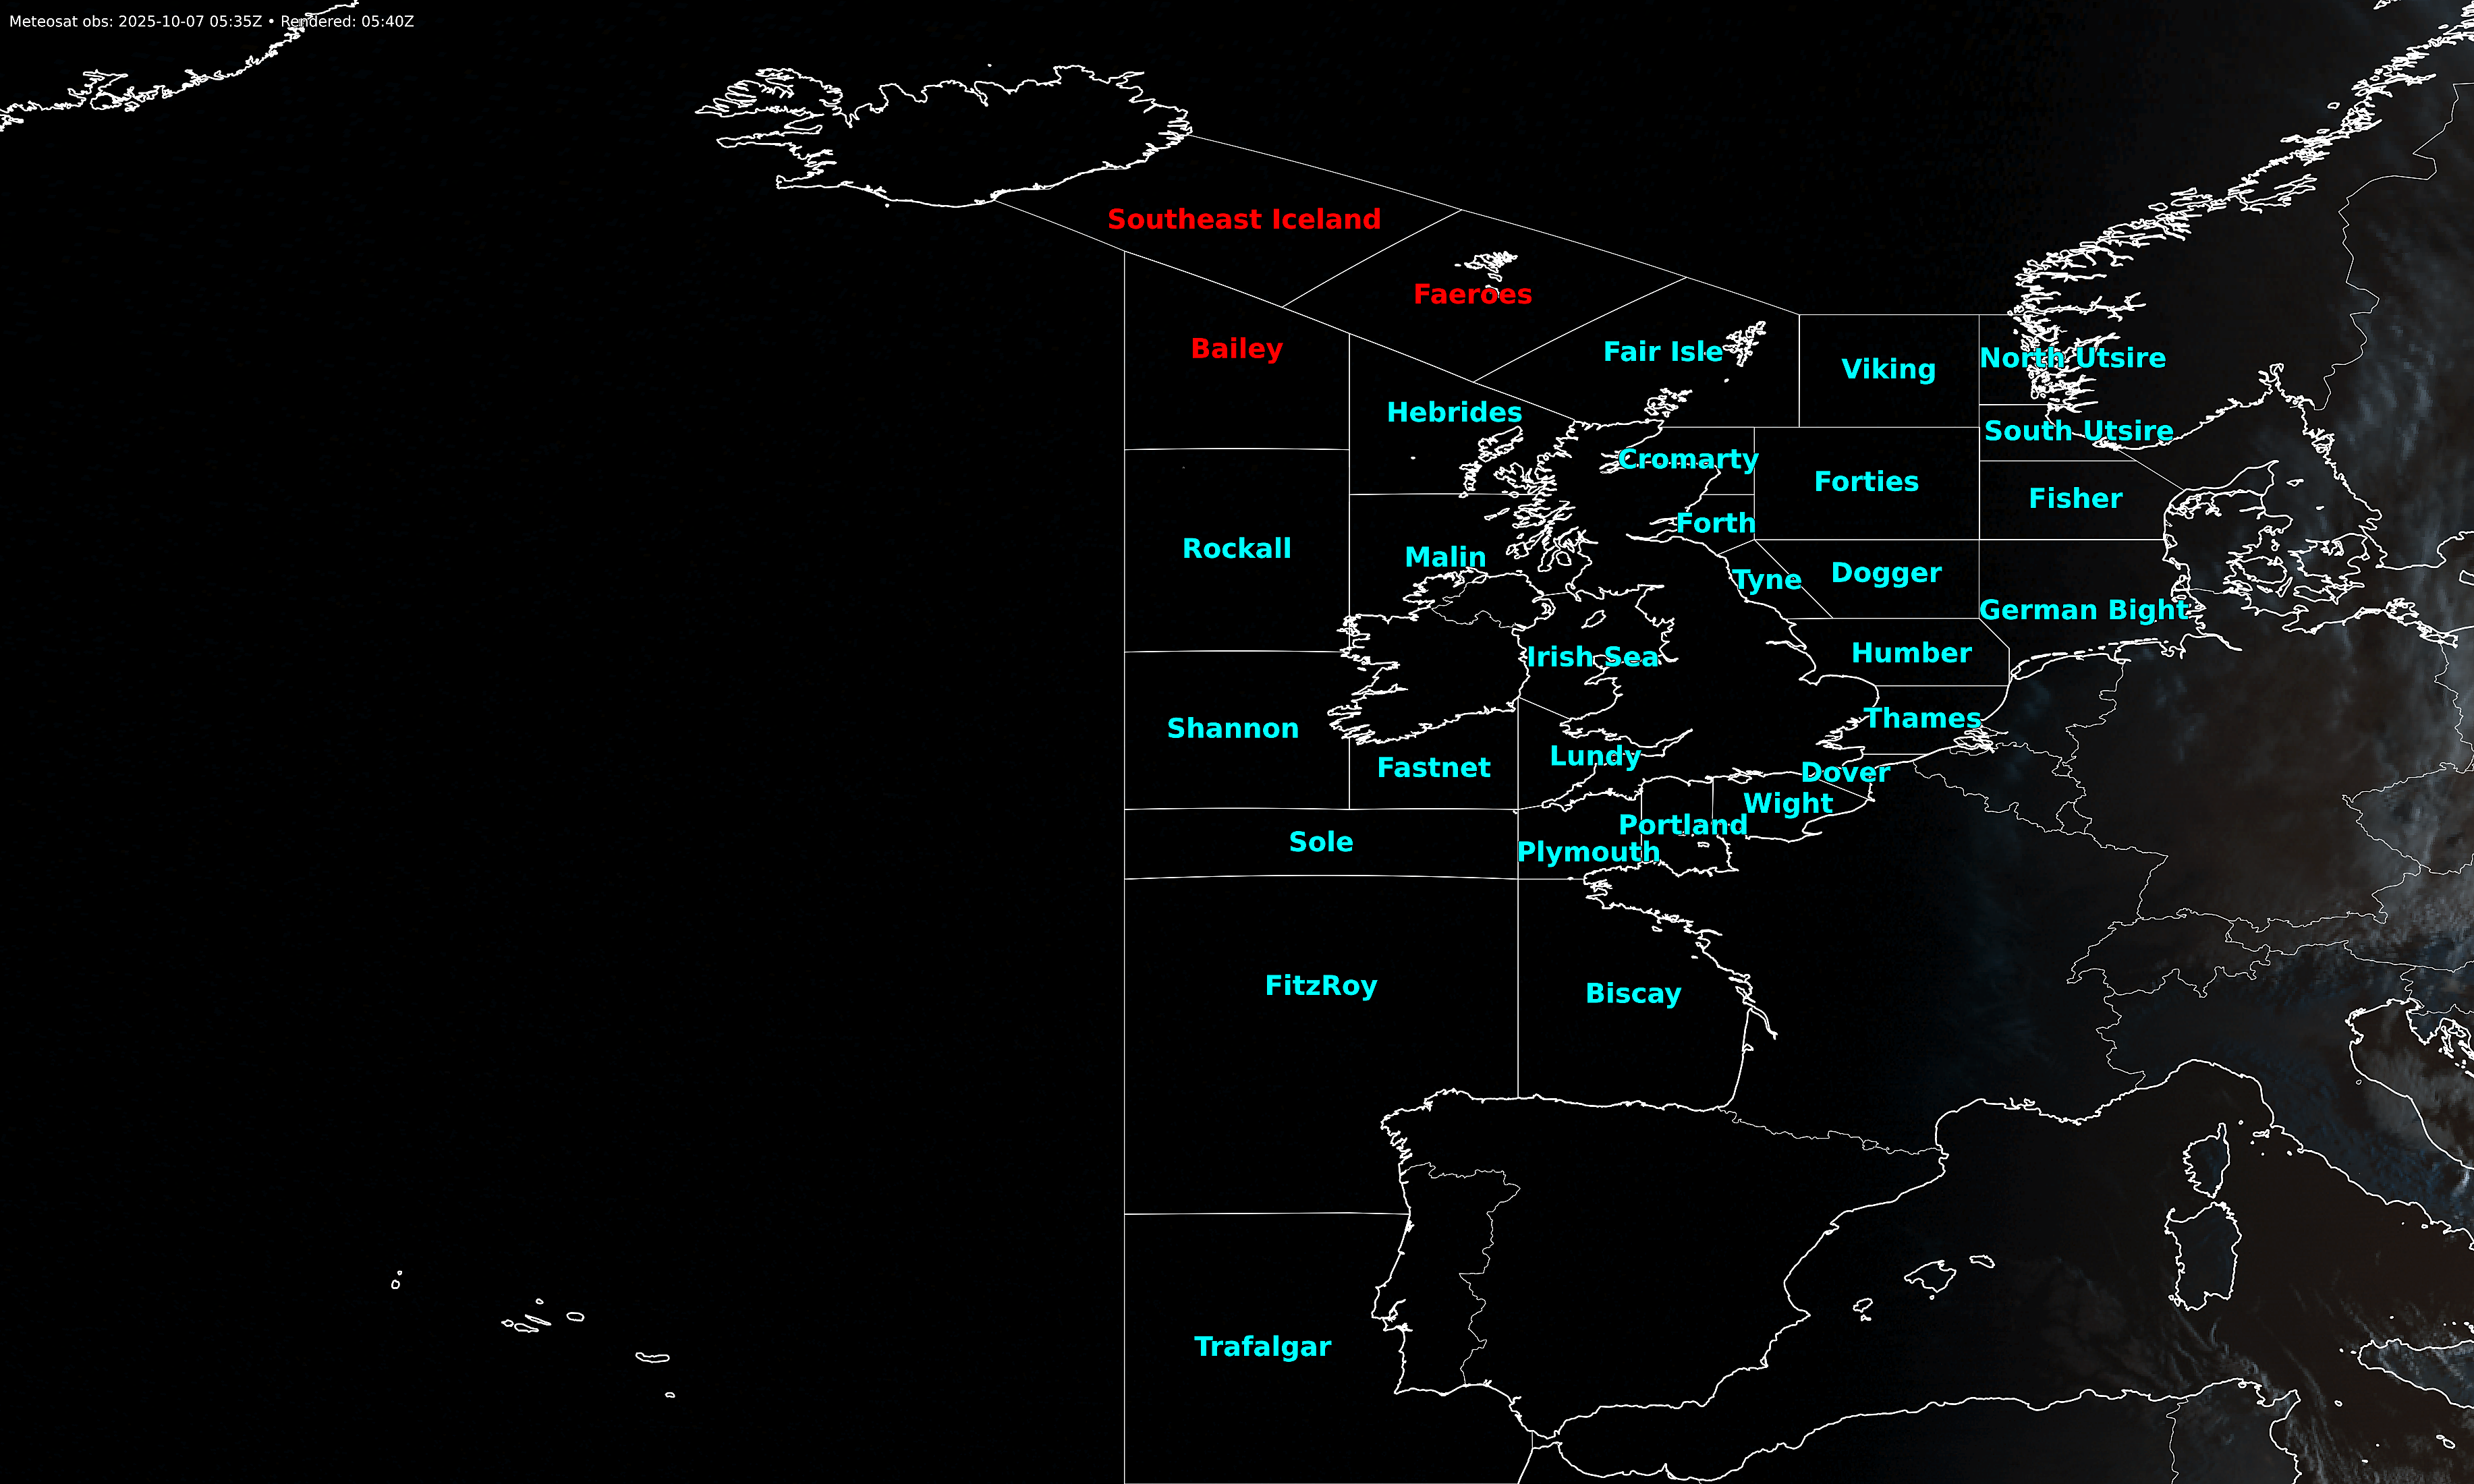 Meteosat obs: 2025-10-07 05:35Z • Rendered: 05:40Z
Southeast Iceland
Faeroes
Bailey
Fair Isle
Viking
North Utsire
Hebrides
South Utsire
Cromarty
Forties
Fisher
Forth
Rockall
Malin
Tyne
Dogger
German Bight
Irish Sea
Humber
Shannon
Thames
Fastnet
Lundy
Dover
Wight
Portland
Sole
Plymouth
FitzRoy
Biscay
Trafalgar